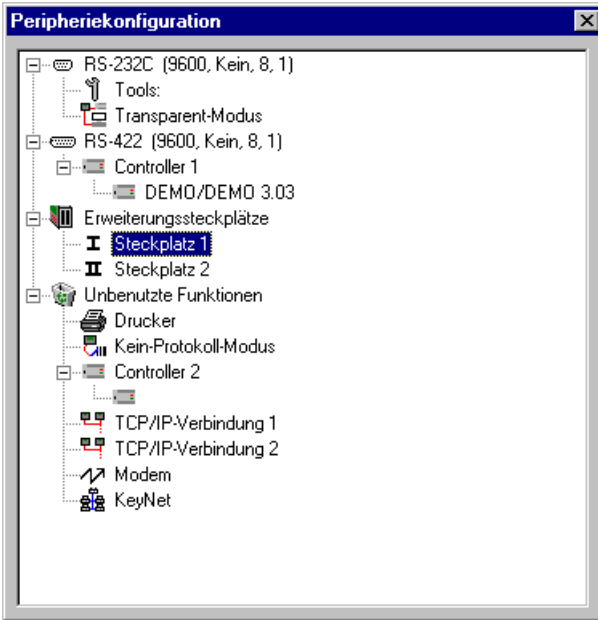 Peripheriekonfiguration
RS-232C (9600, Kein, 8, 1)
Tools:
Transparent-Modus
RS-422 (9600, Kein, 8, 1)
Controller 1
DEMO/DEMO 3.03
Erweiterungssteckplätze
I Steckplatz 1
II Steckplatz 2
Unbenutzte Funktionen
Drucker
Kein-Protokoll-Modus
Controller 2
TCP/IP-Verbindung 1
TCP/IP-Verbindung 2
Modem
KeyNet